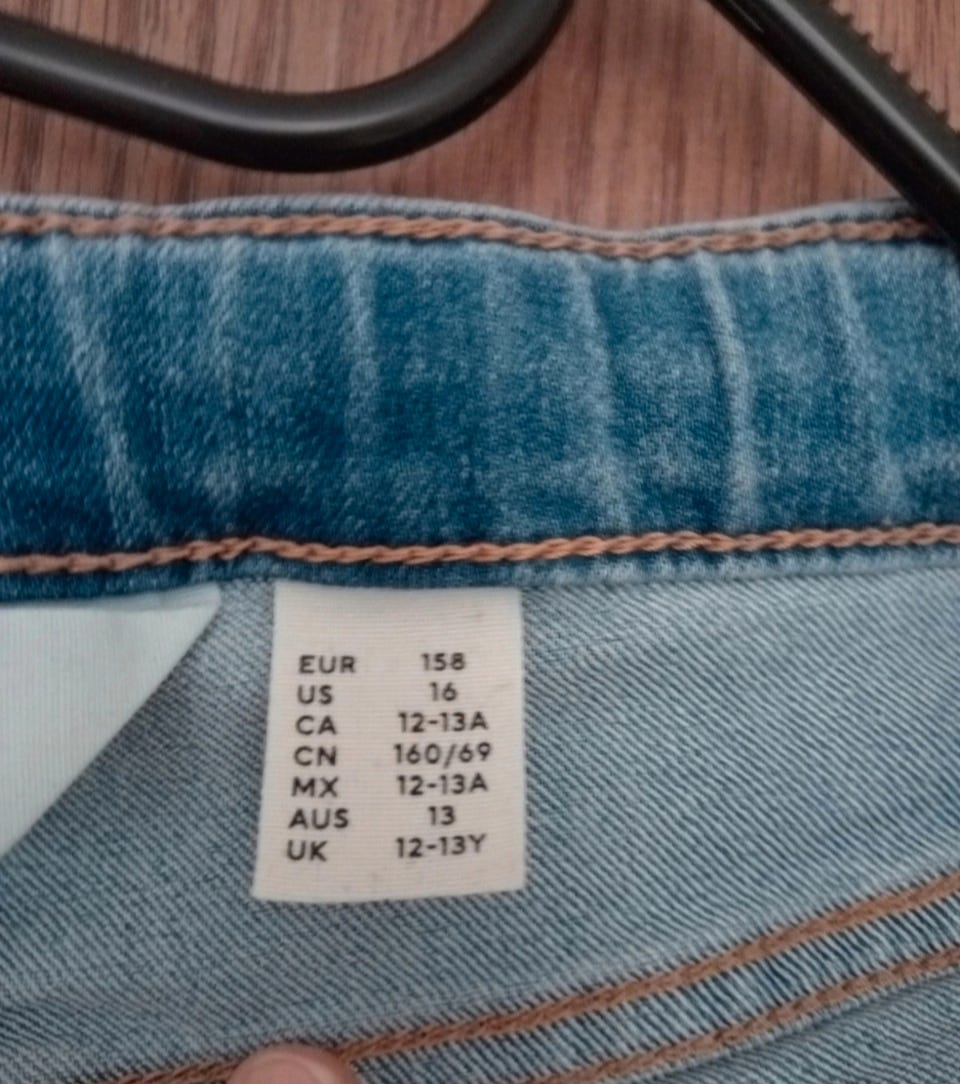 EUR 158
US 16
CA 12-13A
CN 160/69
MX 12-13A
AUS 13
UK 12-13Y